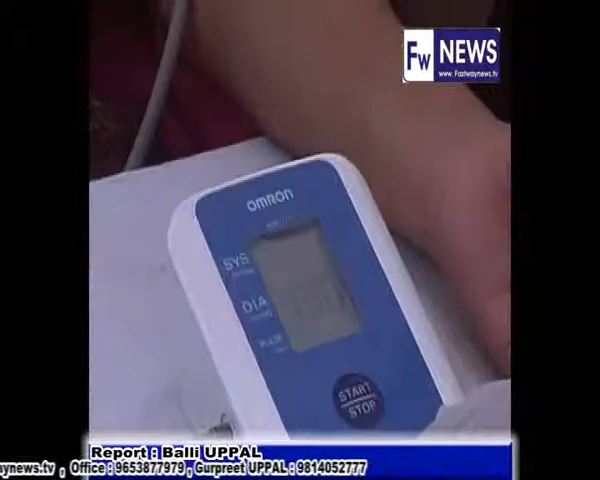 Fw NEWS
www.Fastwaynews.tv
OMRON
SYS
DIA
PULSE
START
STOP
Report : Balli UPPAL
aynews.tv , Office : 9653877979 , Gurpreet UPPAL : 9814052777